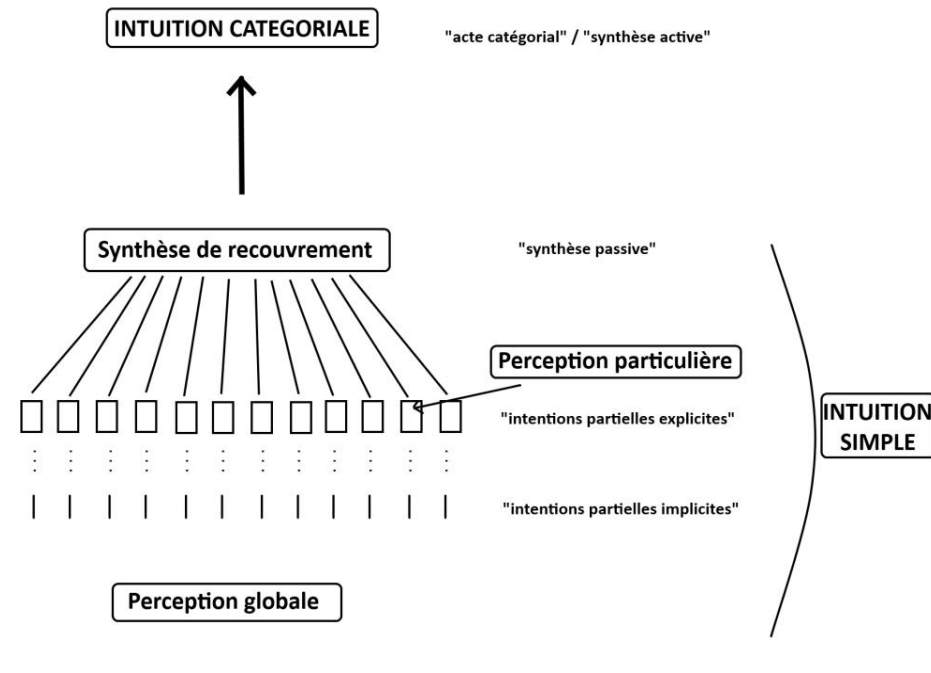 INTUITION CATEGORIALE
"acte catégorial" / "synthèse active"
Synthèse de recouvrement
"synthèse passive"
Perception particulière
"intentions partielles explicites"
INTUITION
SIMPLE
"intentions partielles implicites"
Perception globale